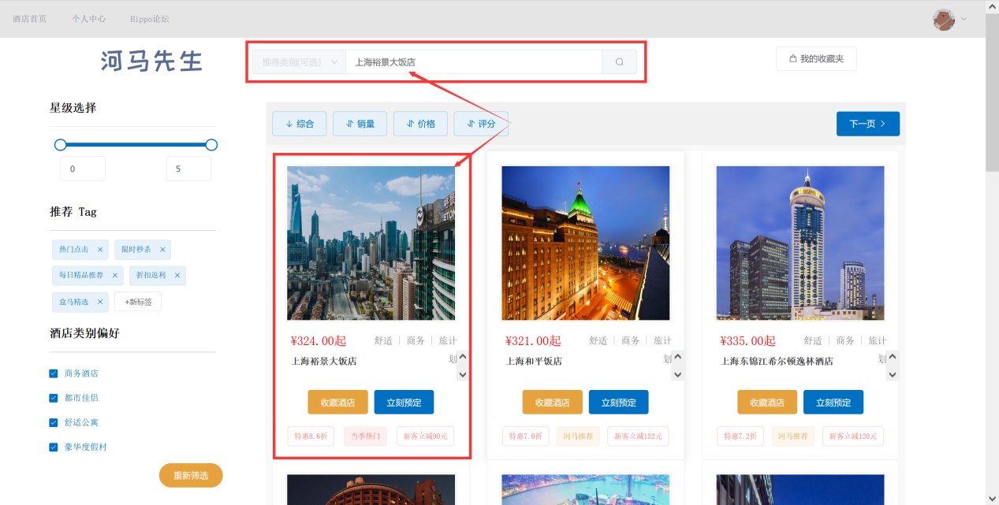 酒店首页 个人中心 Hippo论坛
河马先生
推荐类别(可选) 上海裕景大饭店
我的收藏夹
星级选择
0 5
推荐 Tag
热门点击 × 限时秒杀 ×
每日精品推荐 × 折扣返利 ×
盒马精选 × +新标签
酒店类别偏好
商务酒店
都市佳侣
舒适公寓
豪华度假村
重新筛选
综合 销量 价格 评分 下一页
¥324.00起 舒适 商务 旅计划
上海裕景大饭店
收藏酒店 立刻预定
特惠8.6折 当季热门 新客立减90元
¥321.00起 舒适 商务 旅计划
上海和平饭店
收藏酒店 立刻预定
特惠7.0折 河马推荐 新客立减152元
¥335.00起 舒适 商务 旅计划
上海东锦江希尔顿逸林酒店
收藏酒店 立刻预定
特惠7.2折 河马推荐 新客立减120元